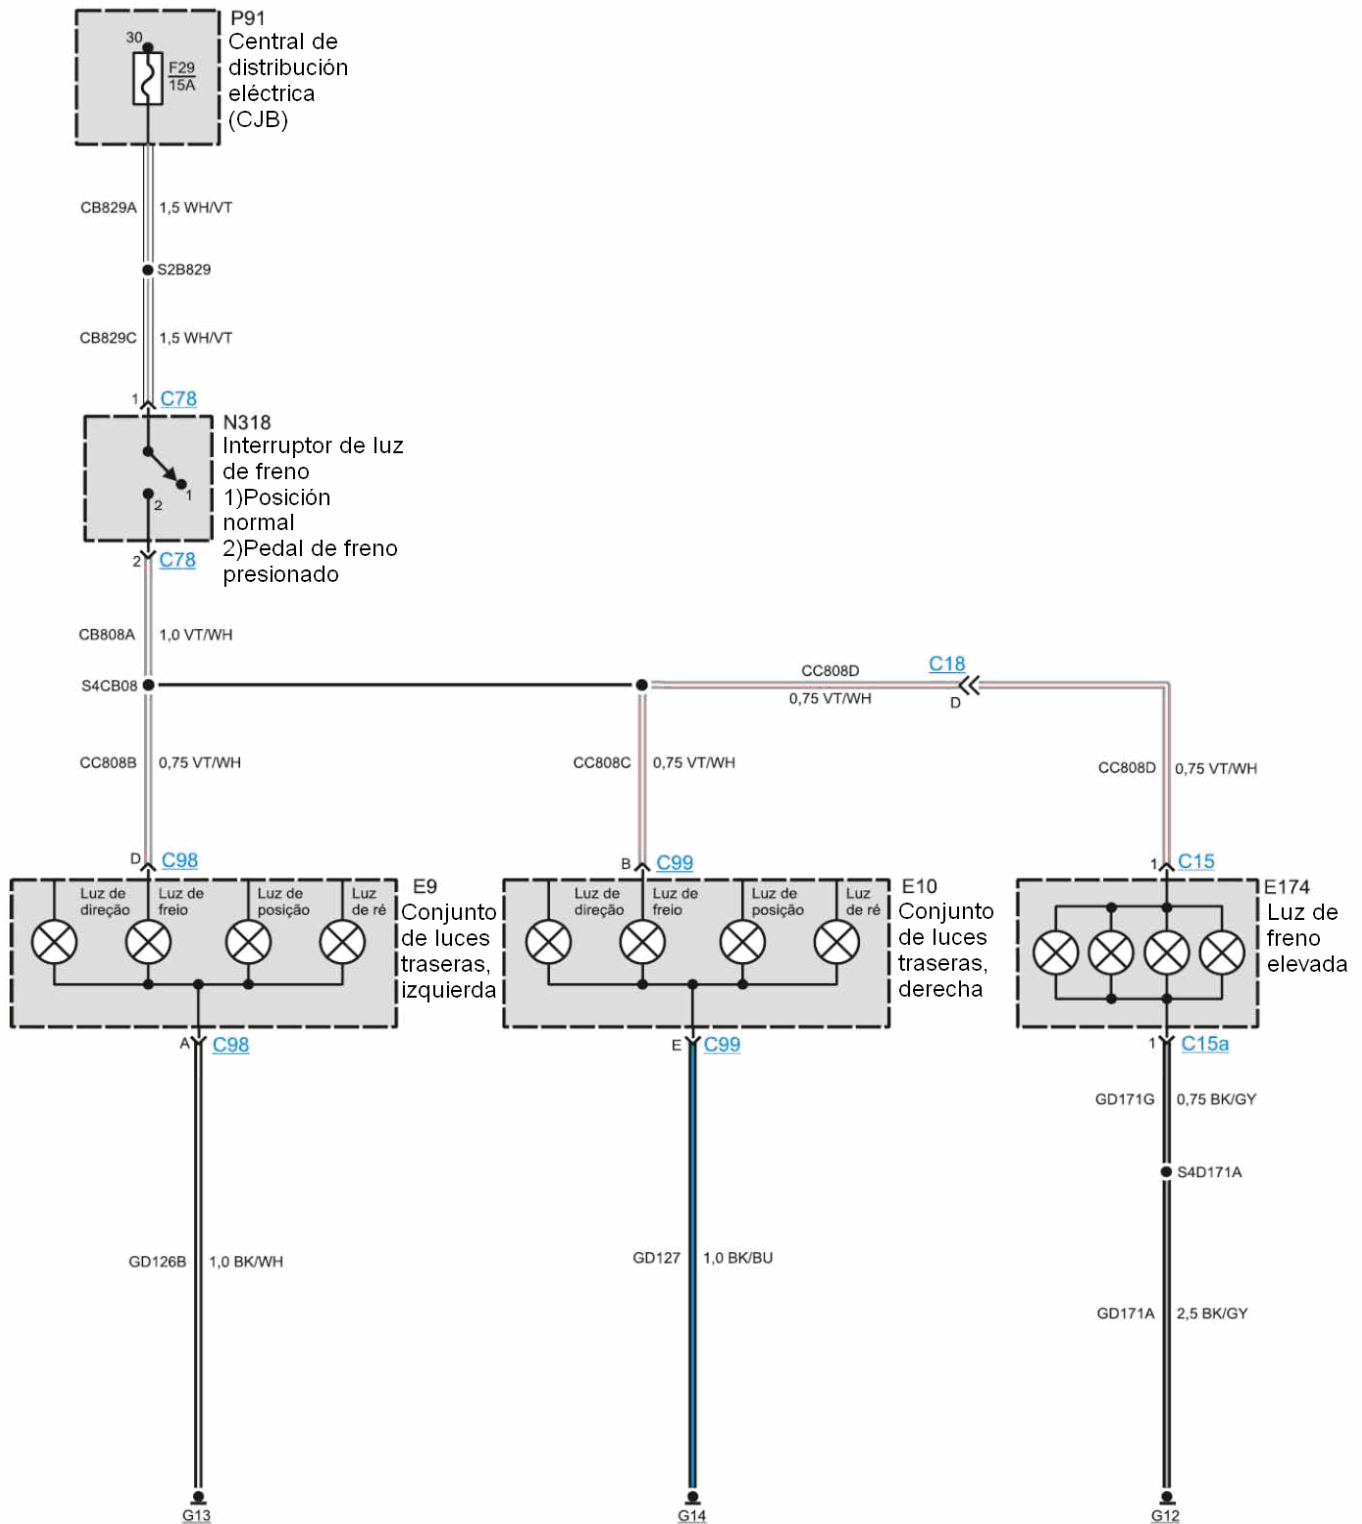 P91
Central de
distribución
eléctrica
(CJB)
30
F29
15A
CB829A
1,5 WH/VT
S2B829
CB829C
1,5 WH/VT
1
C78
N318
Interruptor de luz
de freno
1)Posición
normal
2)Pedal de freno
presionado
1
2
2
C78
CB808A
1,0 VT/WH
S4CB08
CC808D
0,75 VT/WH
C18
D
CC808B
0,75 VT/WH
CC808C
0,75 VT/WH
CC808D
0,75 VT/WH
D
C98
B
C99
1
C15
Luz de
direção
Luz de
freio
Luz de
posição
Luz
de ré
E9
Conjunto
de luces
traseras,
izquierda
Luz de
direção
Luz de
freio
Luz de
posição
Luz
de ré
E10
Conjunto
de luces
traseras,
derecha
E174
Luz de
freno
elevada
A
C98
E
C99
1
C15a
GD171G
0,75 BK/GY
S4D171A
GD126B
1,0 BK/WH
GD127
1,0 BK/BU
GD171A
2,5 BK/GY
G13
G14
G12